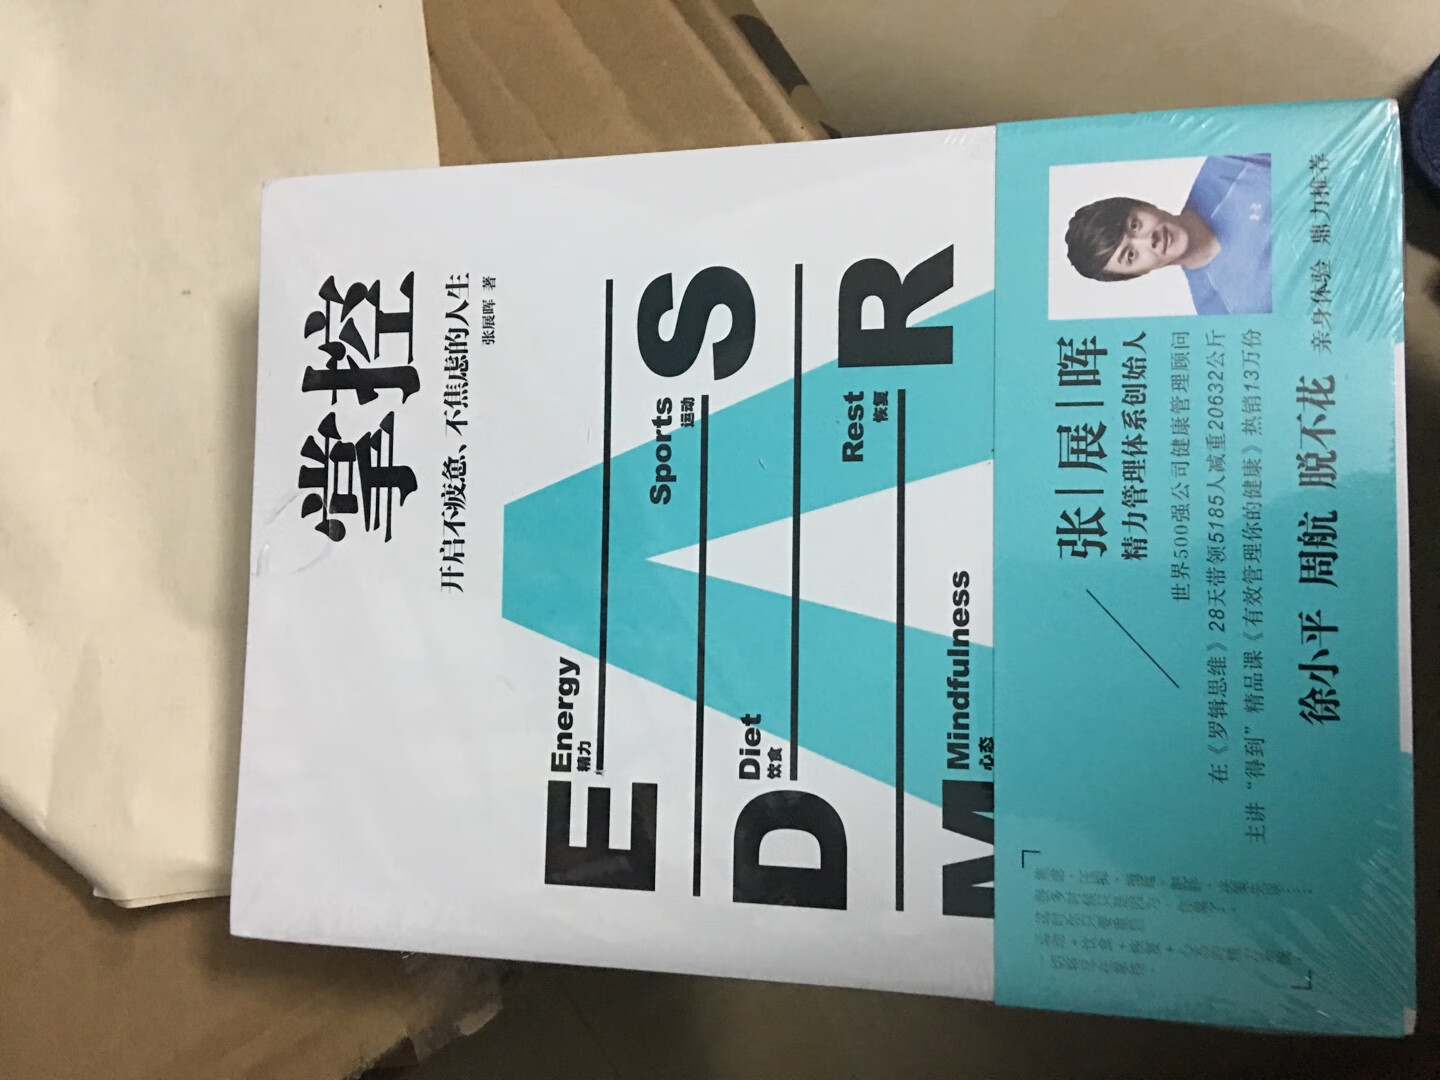 掌控
开启不疲惫、不焦虑的人生
张展晖 著
E Energy
精力
Sports S
运动
D Diet
饮食
Rest R
恢复
M Mindfulness
心态
张|展|晖
精力管理体系创始人
世界500强公司健康管理顾问
在《罗辑思维》28天带领5185人减重20632公斤
主讲“得到”精品课《有效管理你的健康》热销13万份
徐小平 周航 脱不花 亲身体验 鼎力推荐